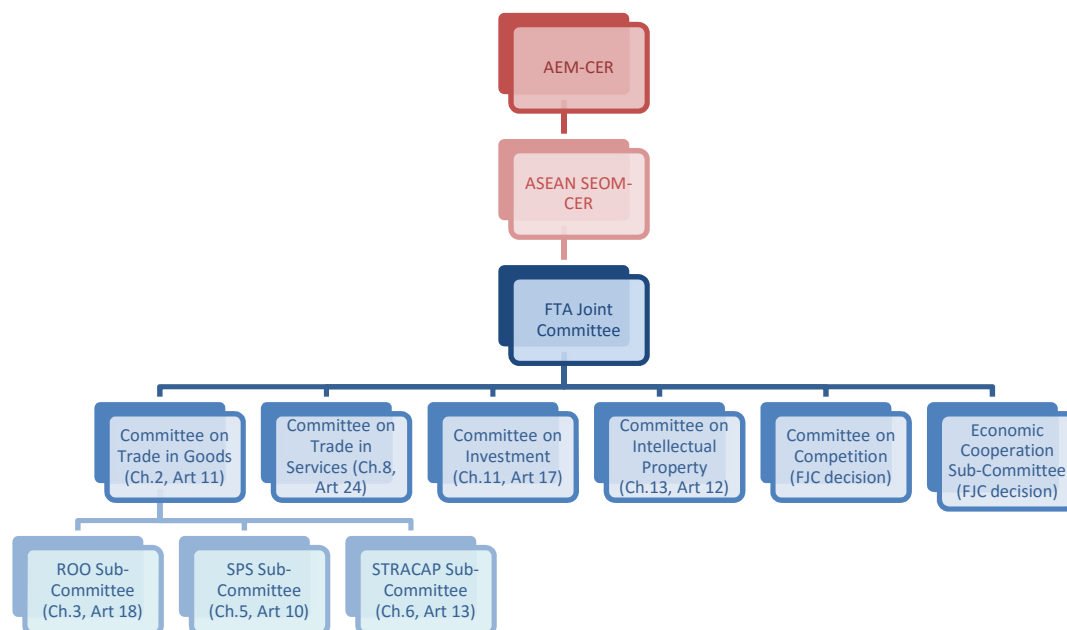 AEM-CER
ASEAN SEOM-
CER
FTA Joint
Committee
Committee on
Trade in Goods
(Ch.2, Art 11)
Committee on
Trade in
Services (Ch.8,
Art 24)
Committee on
Investment
(Ch.11, Art 17)
Committee on
Intellectual
Property
(Ch.13, Art 12)
Committee on
Competition
(FJC decision)
Economic
Cooperation
Sub-Committee
(FJC decision)
ROO Sub-
Committee
(Ch.3, Art 18)
SPS Sub-
Committee
(Ch.5, Art 10)
STRACAP Sub-
Committee
(Ch.6, Art 13)